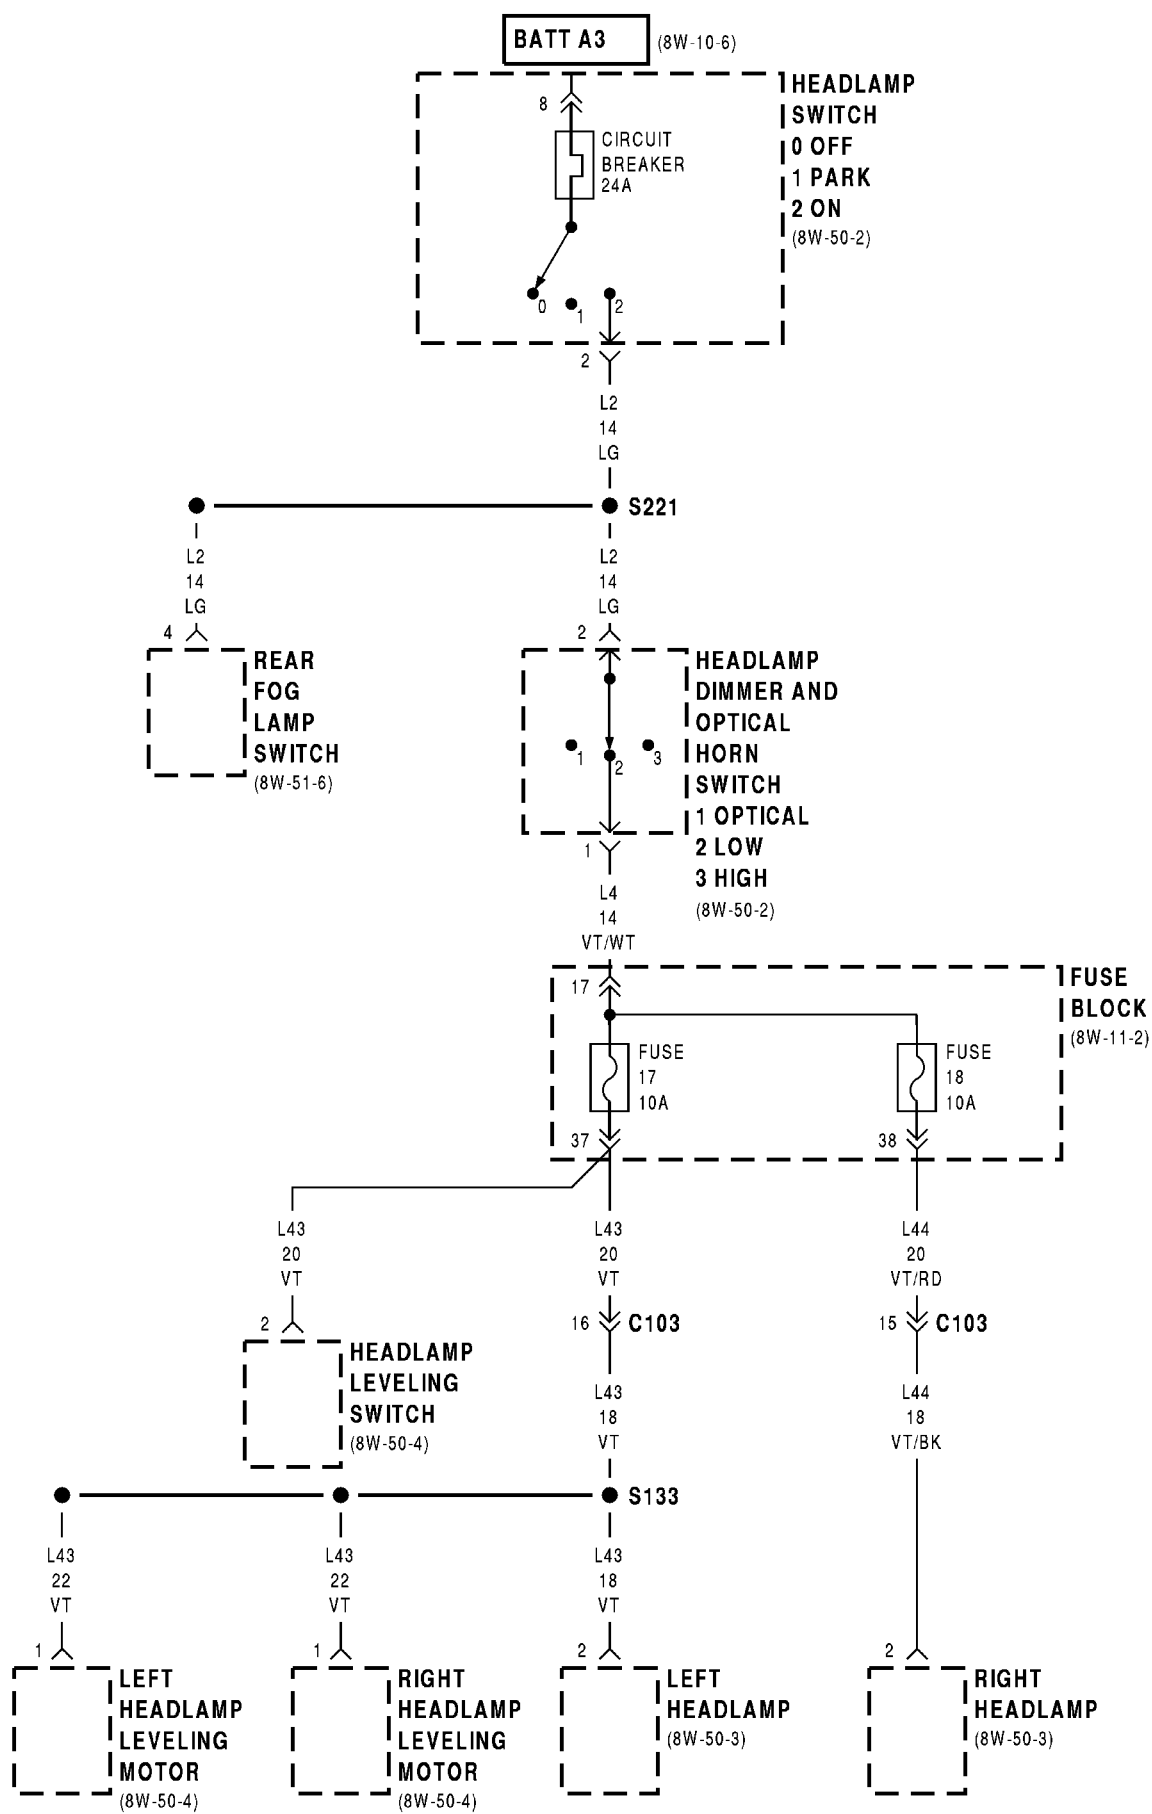 BATT A3 (8W-10-6)
HEADLAMP
SWITCH
0 OFF
1 PARK
2 ON
(8W-50-2)
8
CIRCUIT
BREAKER
24A
0
1
2
2
L2
14
LG
S221
L2
14
LG
4
REAR
FOG
LAMP
SWITCH
(8W-51-6)
L2
14
LG
2
HEADLAMP
DIMMER AND
OPTICAL
HORN
SWITCH
1 OPTICAL
2 LOW
3 HIGH
(8W-50-2)
1
2
3
1
L4
14
VT/WT
FUSE
BLOCK
(8W-11-2)
17
FUSE
17
10A
FUSE
18
10A
37
38
L43
20
VT
L43
20
VT
L44
20
VT/RD
2
HEADLAMP
LEVELING
SWITCH
(8W-50-4)
16 C103
15 C103
L43
18
VT
L44
18
VT/BK
S133
L43
22
VT
L43
22
VT
L43
18
VT
1
LEFT
HEADLAMP
LEVELING
MOTOR
(8W-50-4)
1
RIGHT
HEADLAMP
LEVELING
MOTOR
(8W-50-4)
2
LEFT
HEADLAMP
(8W-50-3)
2
RIGHT
HEADLAMP
(8W-50-3)